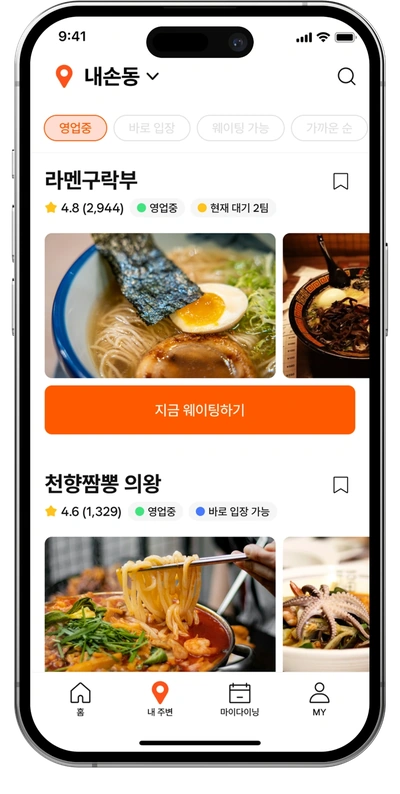 9:41
내손동
영업중 바로 입장 웨이팅 가능 가까운 순
라멘구락부
4.8 (2,944) 영업중 현재 대기 2팀
지금 웨이팅하기
천향짬뽕 의왕
4.6 (1,329) 영업중 바로 입장 가능
홈 내 주변 마이다이닝 MY